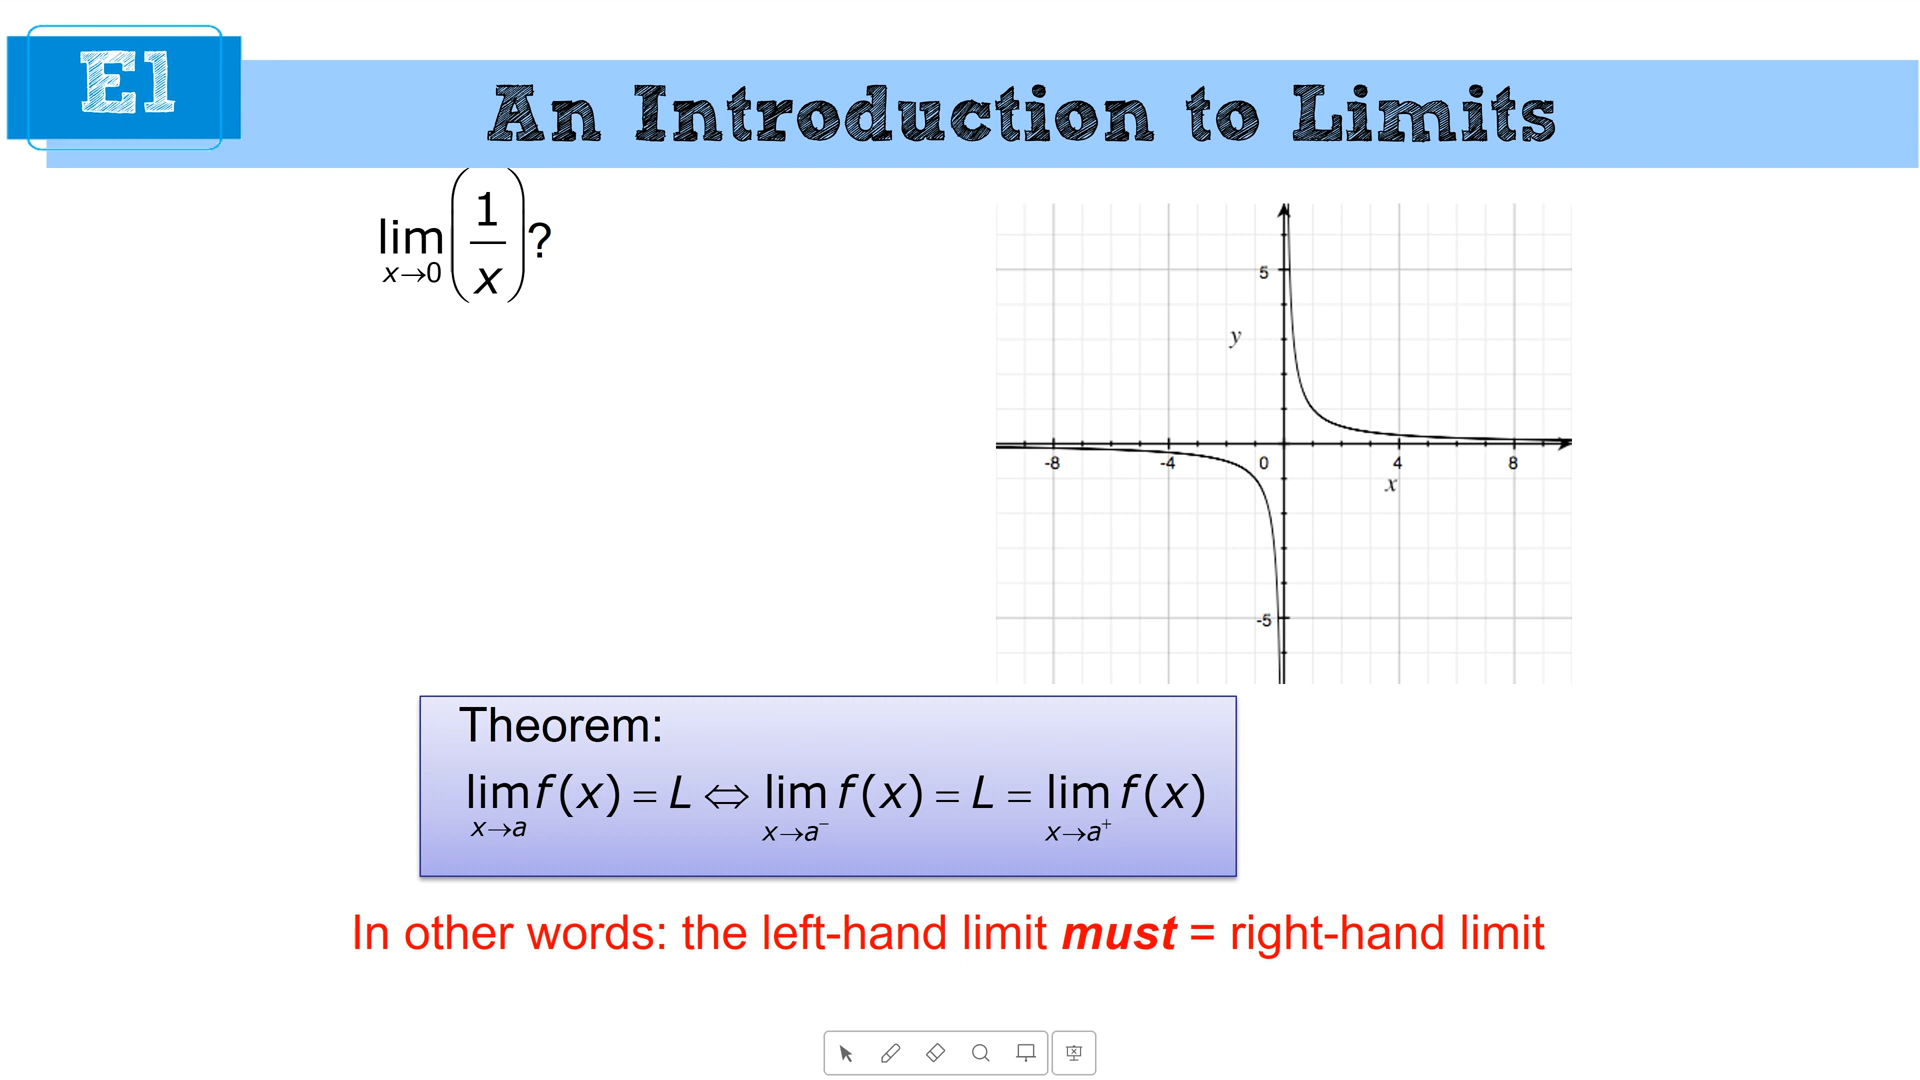 E1
An Introduction to Limits
lim x→0 (1/x)?
5
y
-8 -4 0 4 8
x
-5
Theorem:
lim x→a f(x) = L ⇔ lim x→a⁻ f(x) = L = lim x→a⁺ f(x)
In other words: the left-hand limit must = right-hand limit